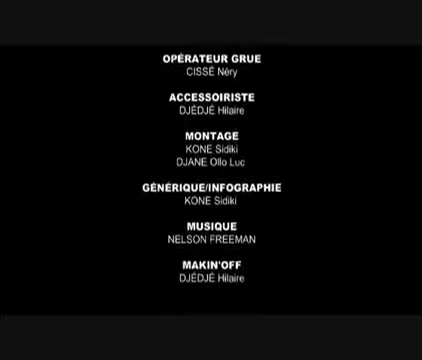 OPÉRATEUR GRUE
CISSÉ Néry
ACCESSOIRISTE
DJÉDJÉ Hilaire
MONTAGE
KONE Sidiki
DJANE Ollo Luc
GÉNÉRIQUE/INFOGRAPHIE
KONE Sidiki
MUSIQUE
NELSON FREEMAN
MAKIN'OFF
DJÉDJÉ Hilaire